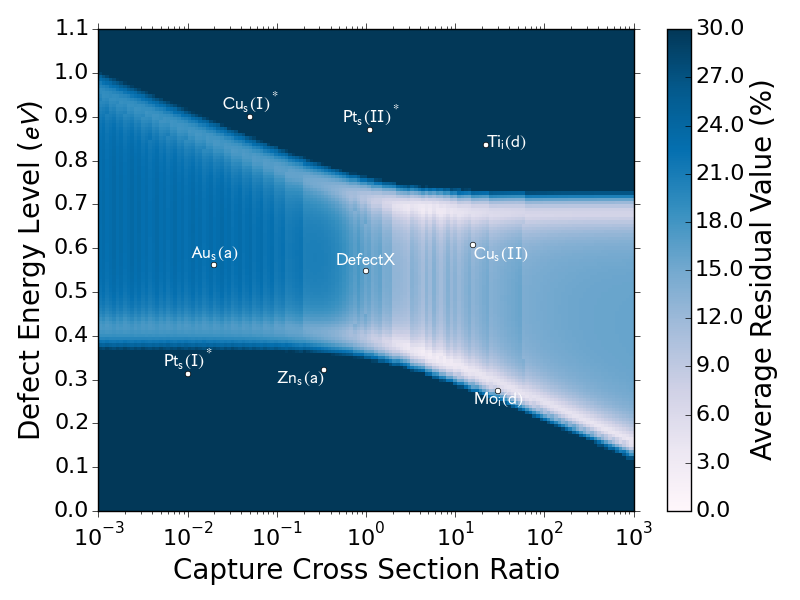 1.1
1.0
0.9
0.8
0.7
0.6
0.5
0.4
0.3
0.2
0.1
0.0
Defect Energy Level (eV)
Cuₛ(I)*
Ptₛ(II)*
Tiᵢ(d)
Auₛ(a)
DefectX
Cuₛ(II)
Ptₛ(I)*
Znₛ(a)
Moᵢ(d)
10⁻³ 10⁻² 10⁻¹ 10⁰ 10¹ 10² 10³
Capture Cross Section Ratio
30.0
27.0
24.0
21.0
18.0
15.0
12.0
9.0
6.0
3.0
0.0
Average Residual Value (%)